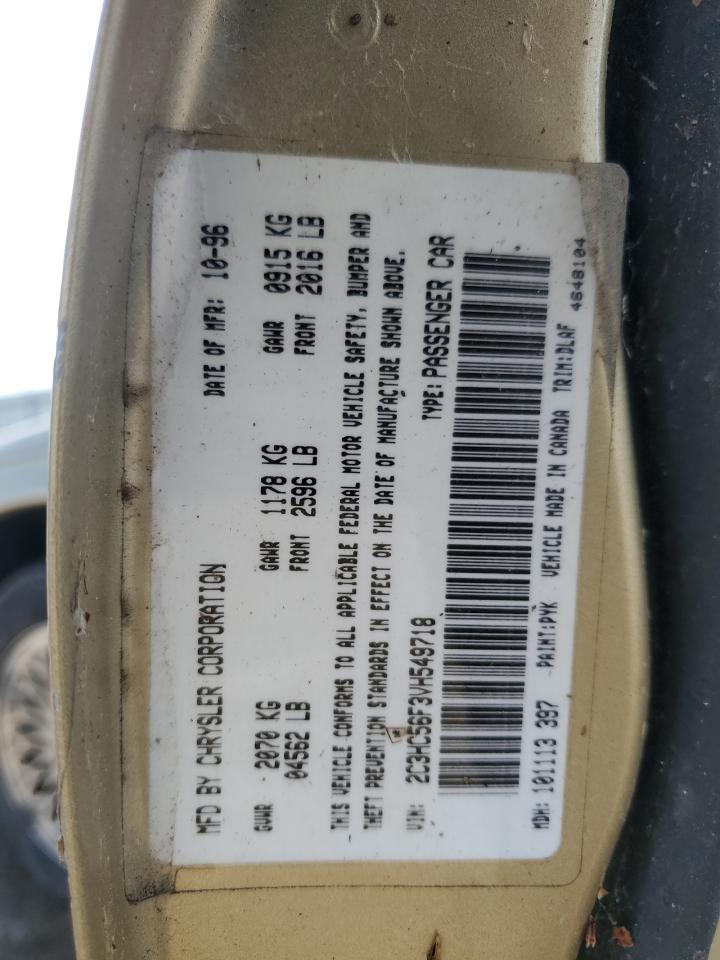 MFD BY CHRYSLER CORPORATION DATE OF MFR: 10-96
GVWR 2070 KG GAWR 1178 KG GAWR 0915 KG
04562 LB FRONT 2596 LB FRONT 2016 LB
THIS VEHICLE CONFORMS TO ALL APPLICABLE FEDERAL MOTOR VEHICLE SAFETY, BUMPER AND
THEFT PREVENTION STANDARDS IN EFFECT ON THE DATE OF MANUFACTURE SHOWN ABOVE.
VIN: 2C3HC56F3VH549718 TYPE: PASSENGER CAR
MDH: 101113 397 PAINT:PYK VEHICLE MADE IN CANADA TRIM:DLAF
4648104